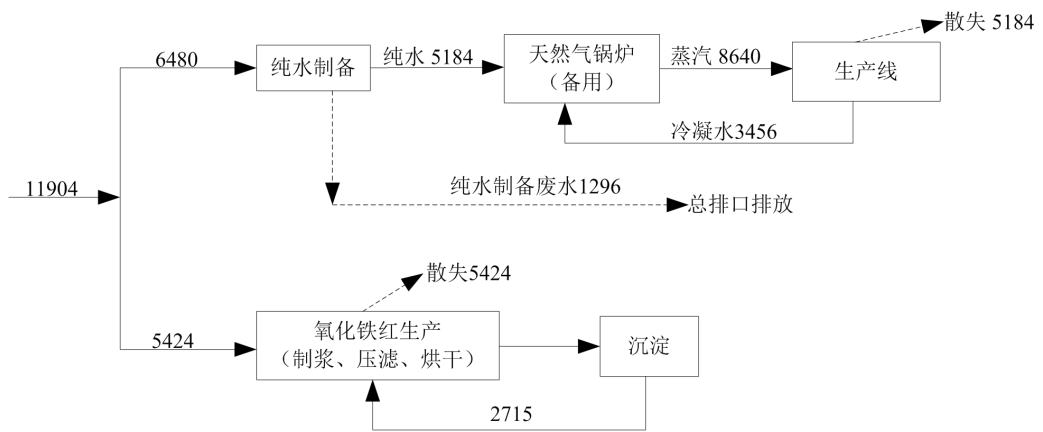 散失 5184
6480
纯水制备
纯水 5184
天然气锅炉
（备用）
蒸汽 8640
生产线
冷凝水3456
11904
纯水制备废水1296
总排口排放
散失5424
5424
氧化铁红生产
（制浆、压滤、烘干）
沉淀
2715